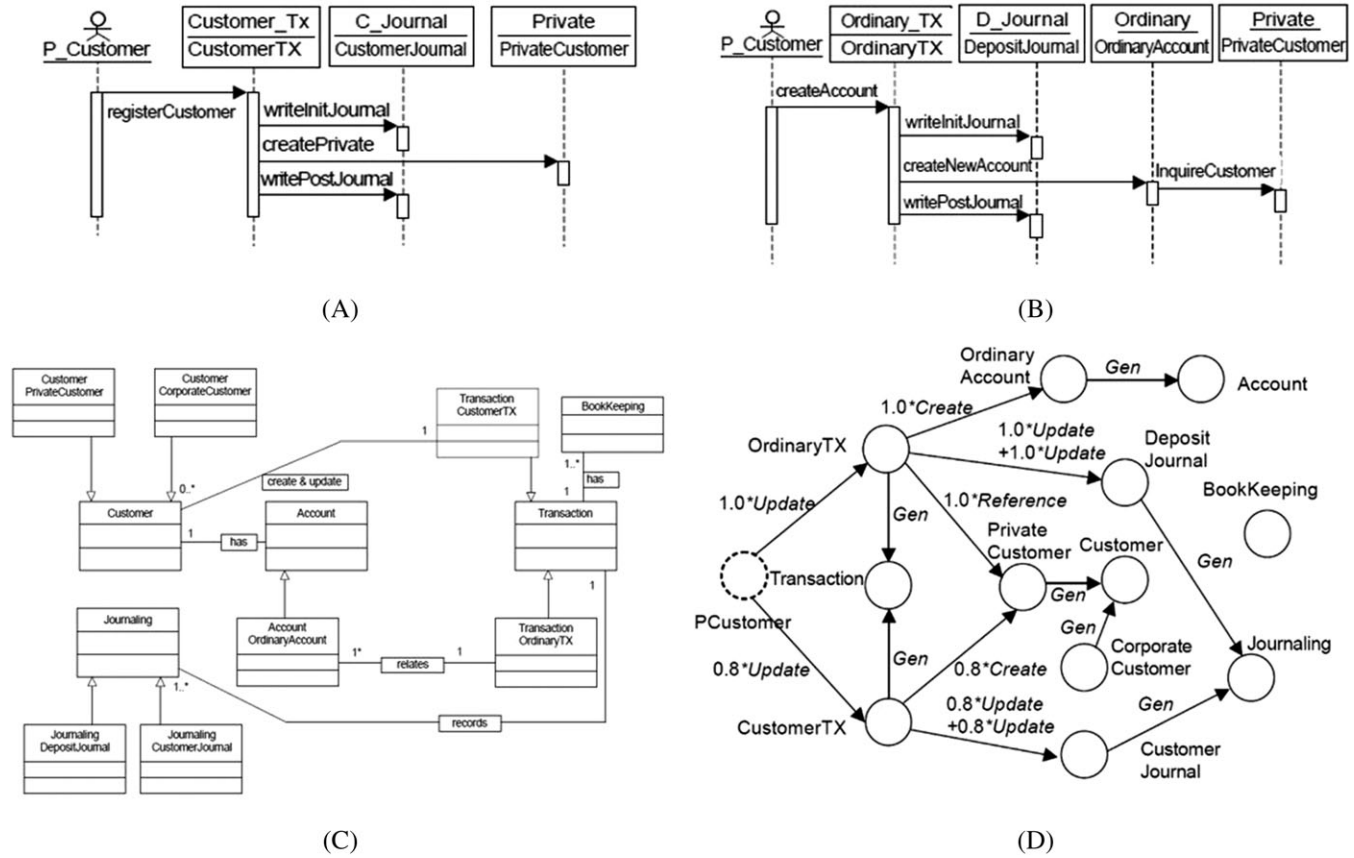 P_Customer
Customer_Tx
CustomerTX
C_Journal
CustomerJournal
Private
PrivateCustomer
registerCustomer
writeInitJournal
createPrivate
writePostJournal
(A)
P_Customer
Ordinary_TX
OrdinaryTX
D_Journal
DepositJournal
Ordinary
OrdinaryAccount
Private
PrivateCustomer
createAccount
writeInitJournal
createNewAccount
InquireCustomer
writePostJournal
(B)
Customer
PrivateCustomer
Customer
CorporateCustomer
Transaction
CustomerTX
BookKeeping
1
1..*
has
create & update
0..*
1
Customer
Account
Transaction
1
has
1
Journaling
Account
OrdinaryAccount
Transaction
OrdinaryTX
1*
relates
1
1..*
records
Journaling
DepositJournal
Journaling
CustomerJournal
(C)
Ordinary
Account
Gen
Account
1.0*Create
OrdinaryTX
1.0*Update
+1.0*Update
Deposit
Journal
BookKeeping
1.0*Update
Gen
1.0*Reference
Private
Customer
Customer
Gen
Transaction
Gen
PCustomer
Gen
Corporate
Customer
Journaling
0.8*Update
Gen
0.8*Create
CustomerTX
0.8*Update
+0.8*Update
Gen
Customer
Journal
(D)